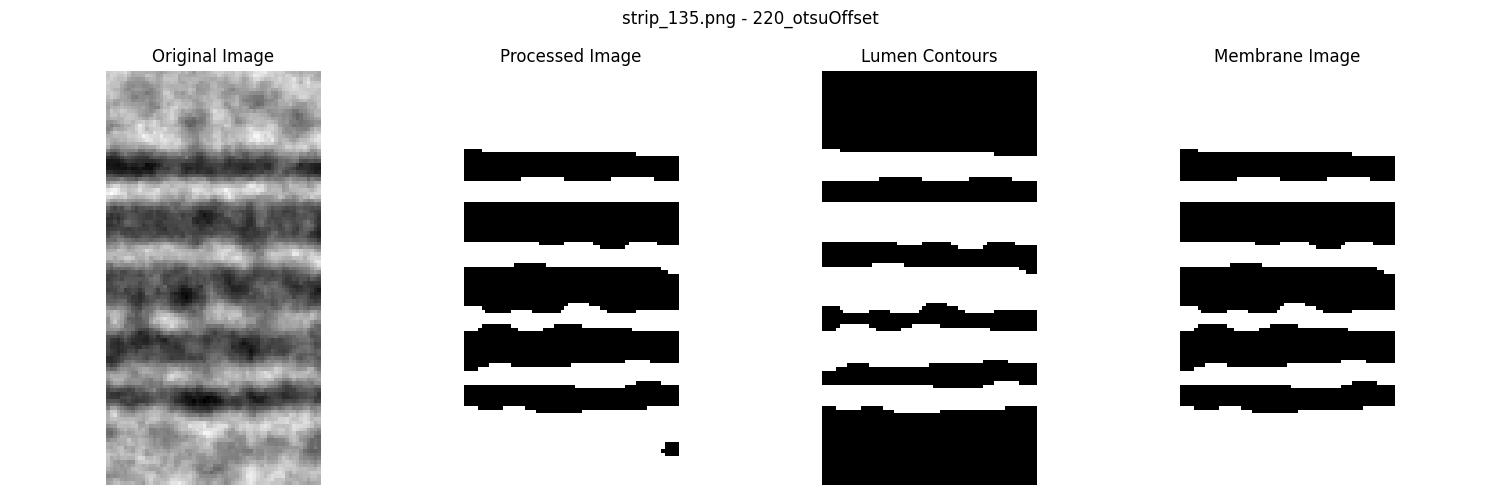 strip_135.png - 220_otsuOffset
Original Image
Processed Image
Lumen Contours
Membrane Image